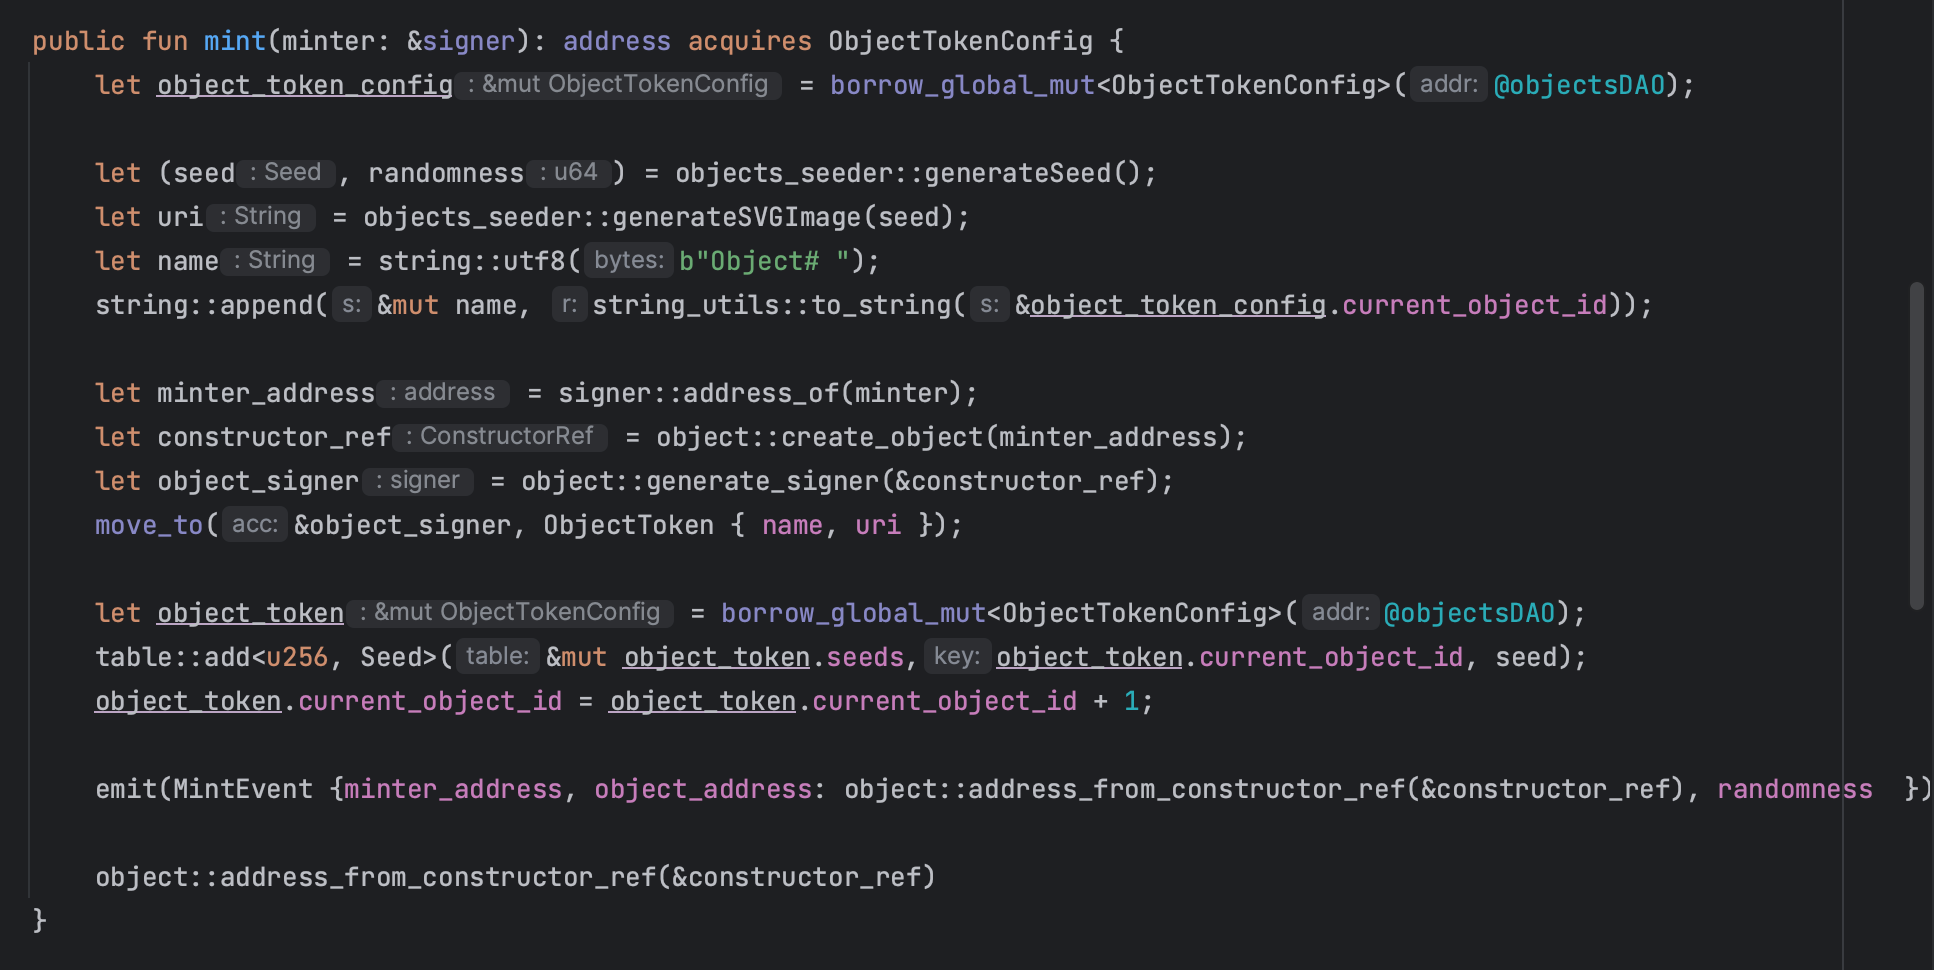 public fun mint(minter: &signer): address acquires ObjectTokenConfig {
let object_token_config : &mut ObjectTokenConfig = borrow_global_mut<ObjectTokenConfig>( addr: @objectsDAO);
let (seed : Seed , randomness : u64 ) = objects_seeder::generateSeed();
let uri : String = objects_seeder::generateSVGImage(seed);
let name : String = string::utf8( bytes: b"Object# ");
string::append( s: &mut name, r: string_utils::to_string( s: &object_token_config.current_object_id));
let minter_address : address = signer::address_of(minter);
let constructor_ref : ConstructorRef = object::create_object(minter_address);
let object_signer : signer = object::generate_signer(&constructor_ref);
move_to( acc: &object_signer, ObjectToken { name, uri });
let object_token : &mut ObjectTokenConfig = borrow_global_mut<ObjectTokenConfig>( addr: @objectsDAO);
table::add<u256, Seed>( table: &mut object_token.seeds, key: object_token.current_object_id, seed);
object_token.current_object_id = object_token.current_object_id + 1;
emit(MintEvent {minter_address, object_address: object::address_from_constructor_ref(&constructor_ref), randomness })
object::address_from_constructor_ref(&constructor_ref)
}